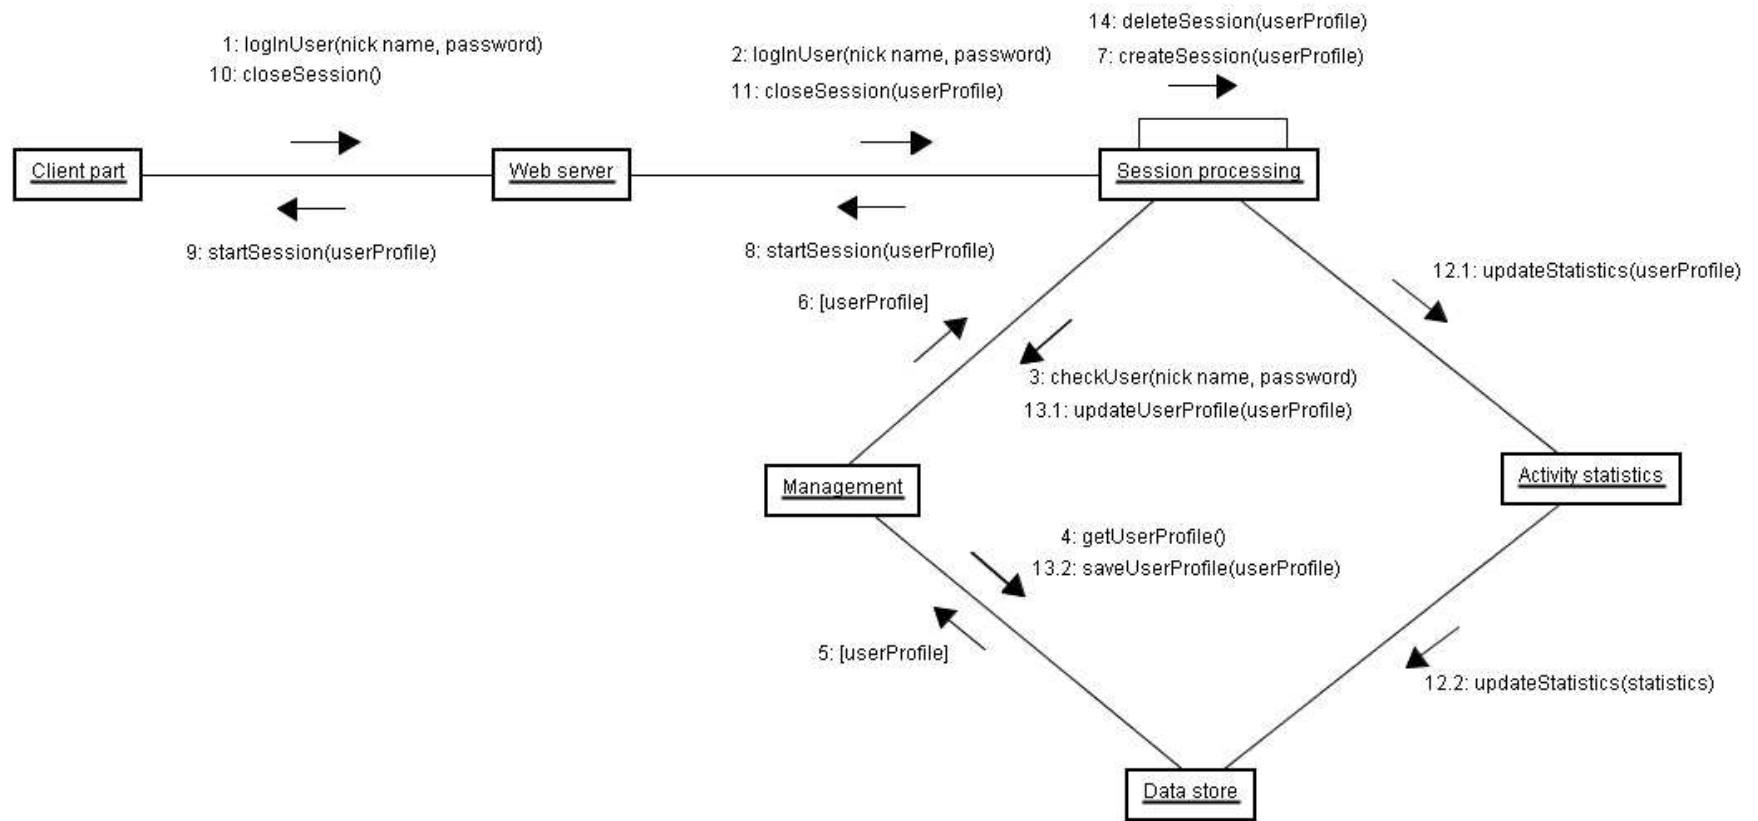 14: deleteSession(userProfile)
1: logInUser(nick name, password)
2: logInUser(nick name, password)
7: createSession(userProfile)
10: closeSession()
11: closeSession(userProfile)
Client part
Web server
Session processing
9: startSession(userProfile)
8: startSession(userProfile)
12.1: updateStatistics(userProfile)
6: [userProfile]
3: checkUser(nick name, password)
13.1: updateUserProfile(userProfile)
Management
Activity statistics
4: getUserProfile()
13.2: saveUserProfile(userProfile)
5: [userProfile]
12.2: updateStatistics(statistics)
Data store